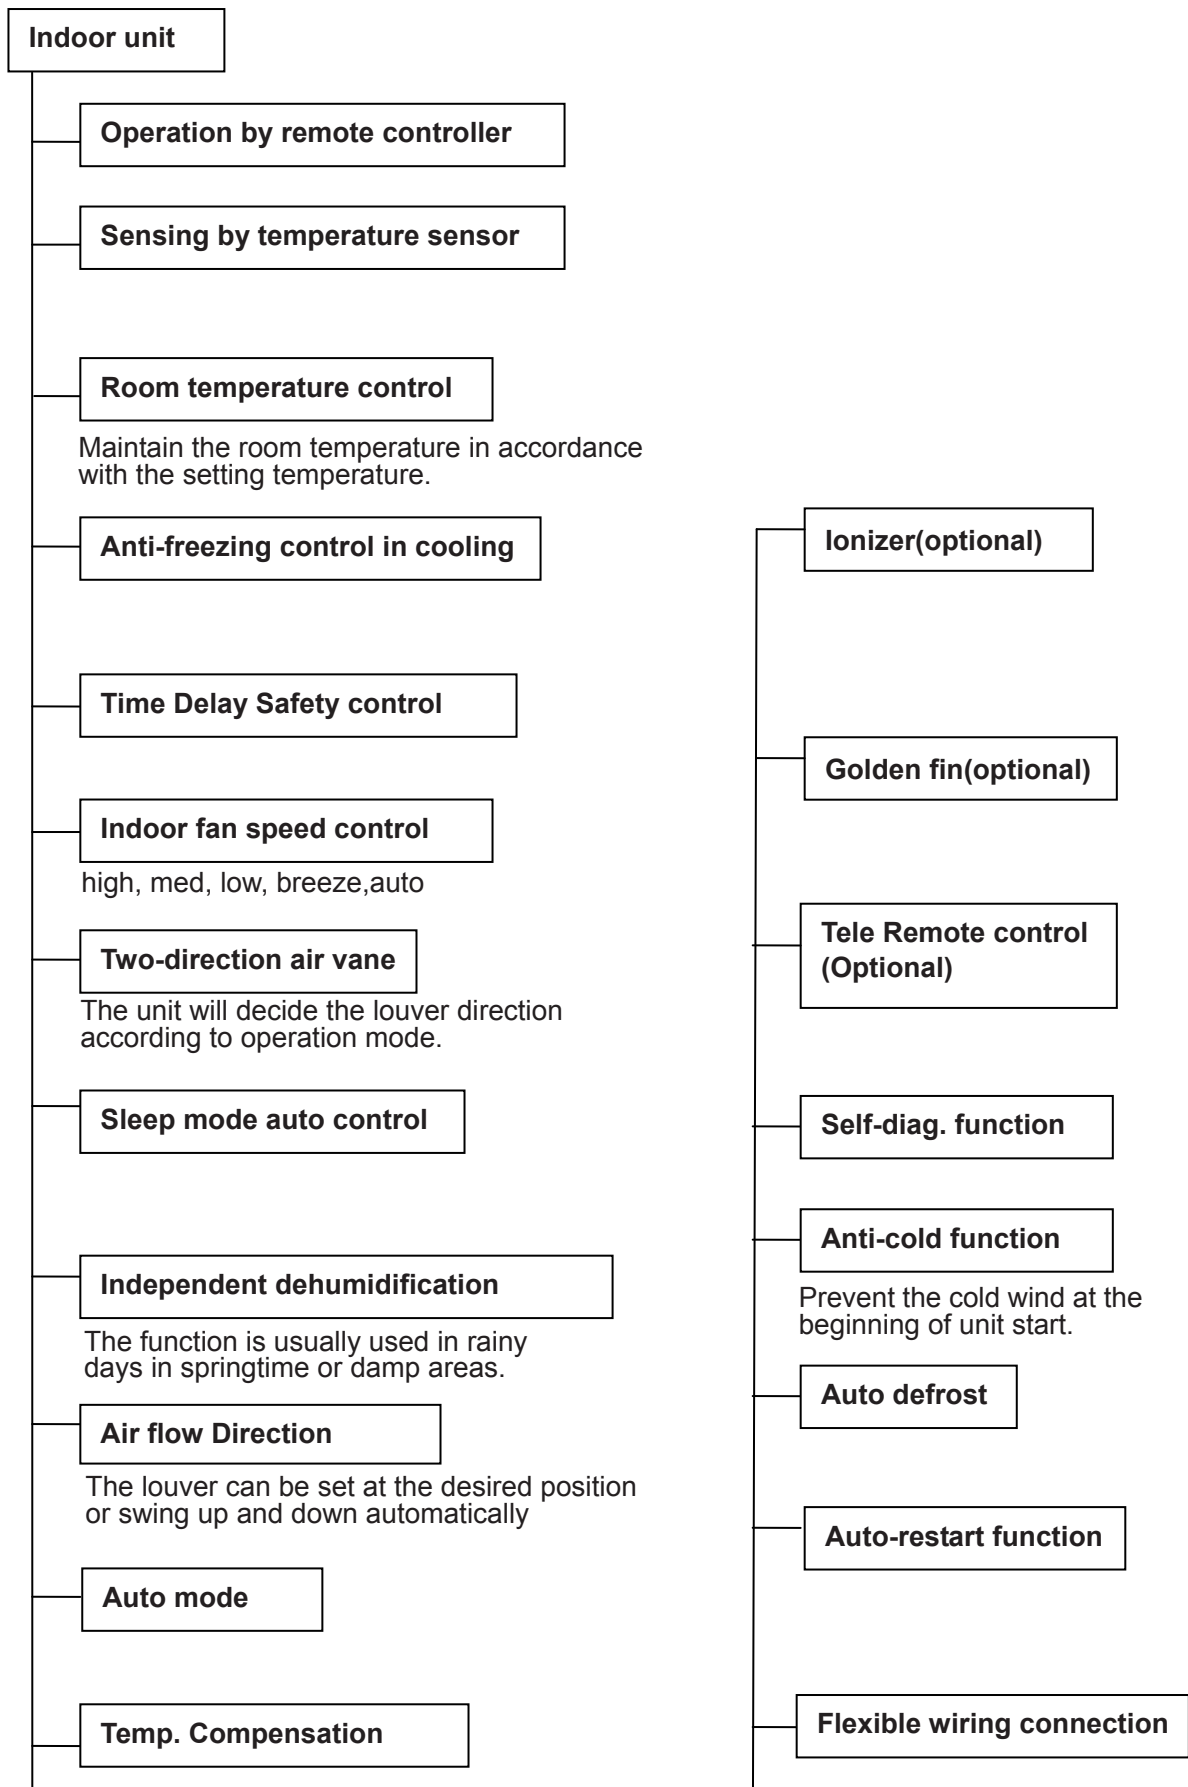 Indoor unit
Operation by remote controller
Sensing by temperature sensor
Room temperature control
Maintain the room temperature in accordance
with the setting temperature.
Anti-freezing control in cooling
Time Delay Safety control
Indoor fan speed control
high, med, low, breeze,auto
Two-direction air vane
The unit will decide the louver direction
according to operation mode.
Sleep mode auto control
Independent dehumidification
The function is usually used in rainy
days in springtime or damp areas.
Air flow Direction
The louver can be set at the desired position
or swing up and down automatically
Auto mode
Temp. Compensation
Ionizer(optional)
Golden fin(optional)
Tele Remote control
(Optional)
Self-diag. function
Anti-cold function
Prevent the cold wind at the
beginning of unit start.
Auto defrost
Auto-restart function
Flexible wiring connection